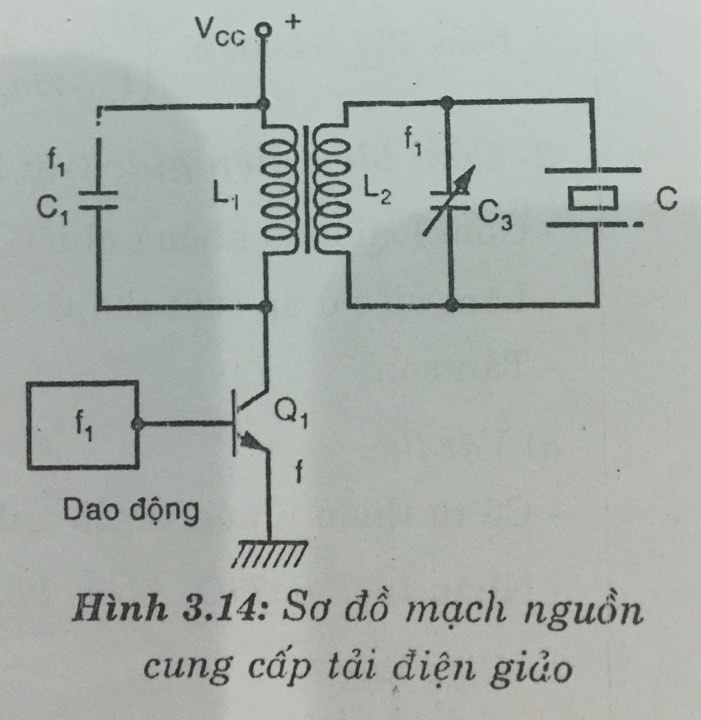 VCC +
f1
C1
L1
L2
f1
C3
C
f1
Q1
f
Dao động
Hình 3.14: Sơ đồ mạch nguồn
cung cấp tải điện giảo